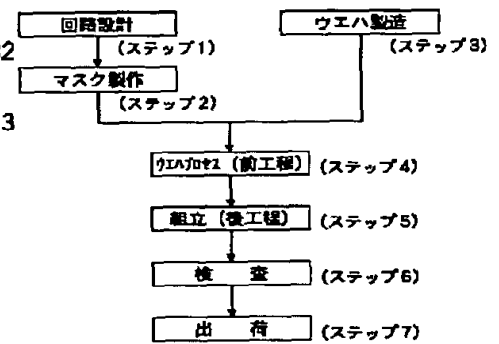 回路設計
ウエハ製造
(ステップ1)
(ステップ3)
2
マスク製作
(ステップ2)
3
ウエハプロセス (前工程)
(ステップ4)
組立 (後工程)
(ステップ5)
検 査
(ステップ6)
出 荷
(ステップ7)